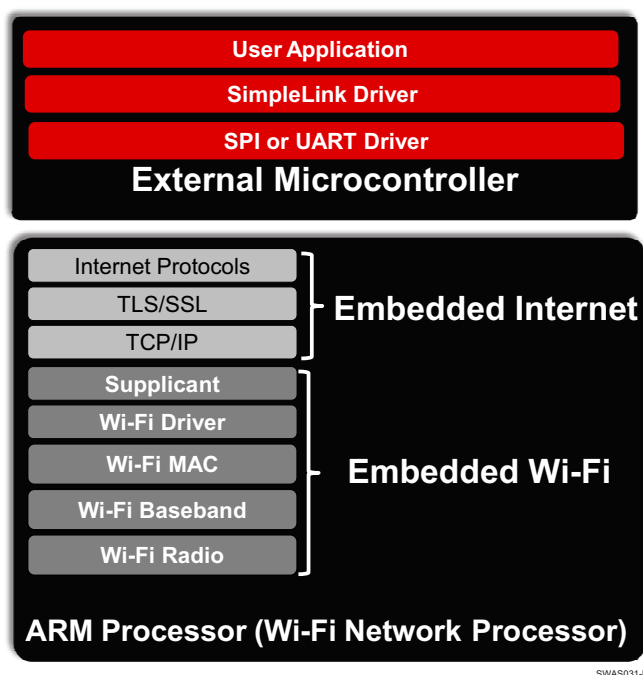 User Application
SimpleLink Driver
SPI or UART Driver
External Microcontroller
Internet Protocols
TLS/SSL
TCP/IP
Embedded Internet
Supplicant
Wi-Fi Driver
Wi-Fi MAC
Wi-Fi Baseband
Wi-Fi Radio
Embedded Wi-Fi
ARM Processor (Wi-Fi Network Processor)